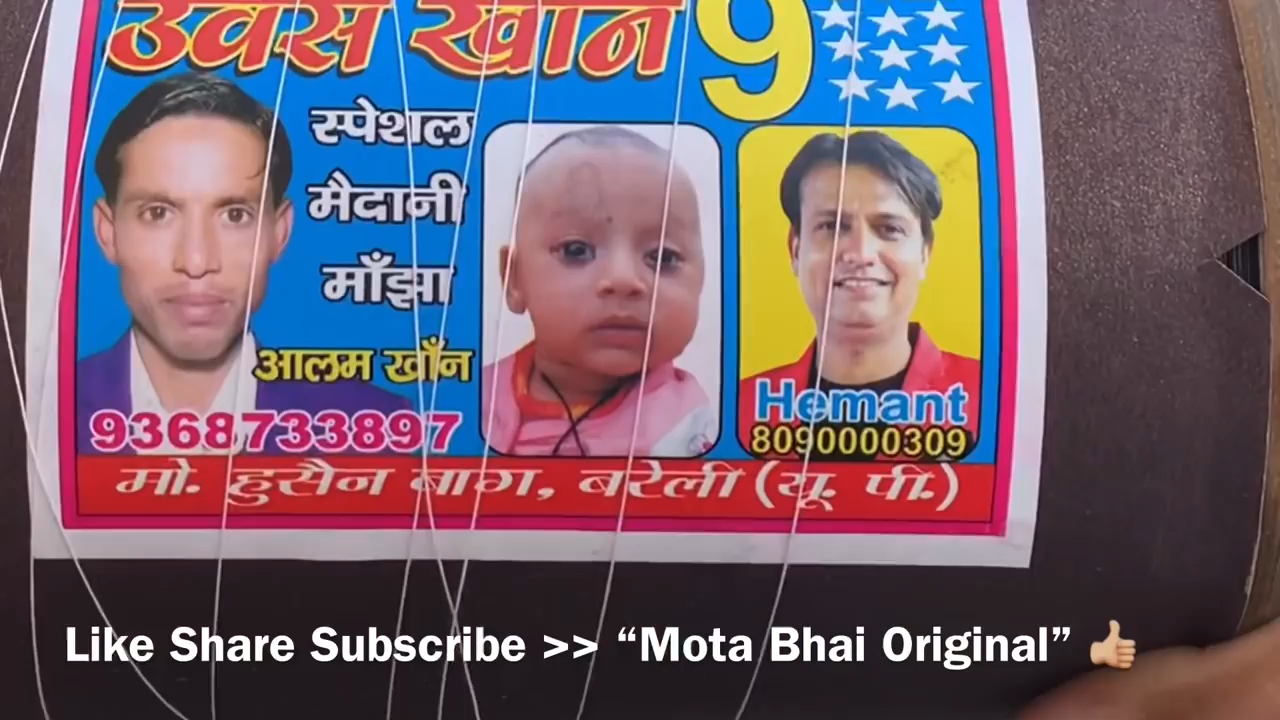 उवैस खान 9
स्पेशल
मैदानी
माँझा
आलम खाँन
9368733897
Hemant
8090000309
मो. हुसैन बाग, बरेली (यू. पी.)
Like Share Subscribe >> “Mota Bhai Original” 👍🏼